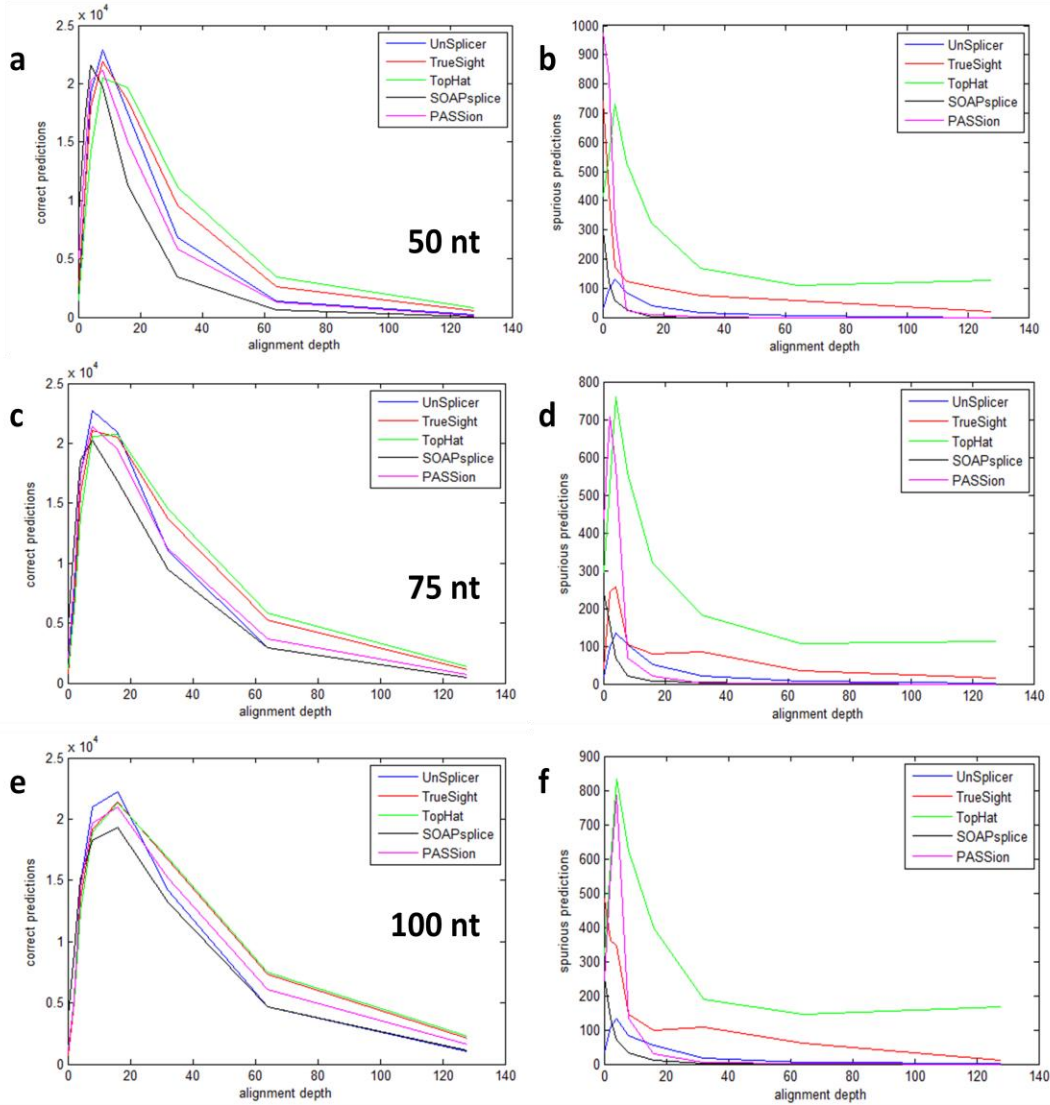 a
x 10^4
2.5
2
1.5
1
0.5
0
0 20 40 60 80 100 120 140
correct predictions
alignment depth
UnSplicer
TrueSight
TopHat
SOAPsplice
PASSion
50 nt
b
1000
900
800
700
600
500
400
300
200
100
0
0 20 40 60 80 100 120 140
spurious predictions
alignment depth
UnSplicer
TrueSight
TopHat
SOAPsplice
PASSion
c
x 10^4
2.5
2
1.5
1
0.5
0
0 20 40 60 80 100 120 140
correct predictions
alignment depth
UnSplicer
TrueSight
TopHat
SOAPsplice
PASSion
75 nt
d
800
700
600
500
400
300
200
100
0
0 20 40 60 80 100 120 140
spurious predictions
alignment depth
UnSplicer
TrueSight
TopHat
SOAPsplice
PASSion
e
x 10^4
2.5
2
1.5
1
0.5
0
0 20 40 60 80 100 120 140
correct predictions
alignment depth
UnSplicer
TrueSight
TopHat
SOAPsplice
PASSion
100 nt
f
900
800
700
600
500
400
300
200
100
0
0 20 40 60 80 100 120 140
spurious predictions
alignment depth
UnSplicer
TrueSight
TopHat
SOAPsplice
PASSion